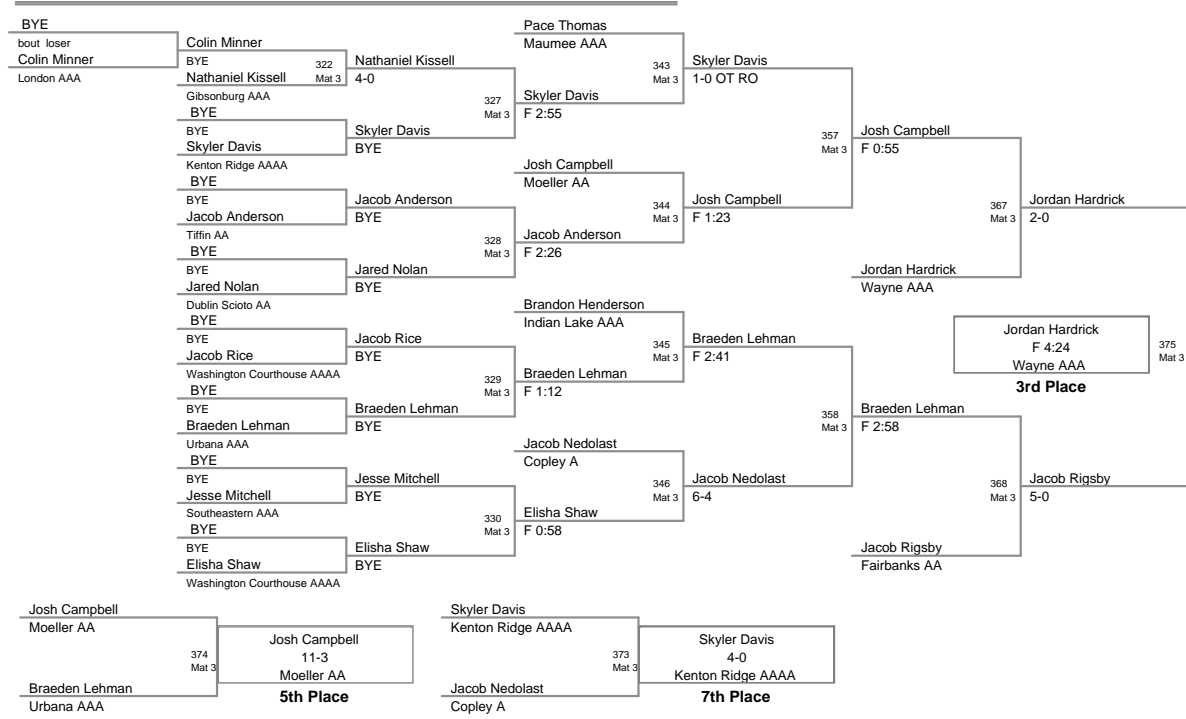 BYE
bout loser
Colin Minner
London AAA
Colin Minner
BYE
322
Mat 3
Nathaniel Kissell
Gibsonburg AAA
BYE
BYE
Skyler Davis
Kenton Ridge AAAA
BYE
BYE
Jacob Anderson
Tiffin AA
BYE
BYE
Jared Nolan
Dublin Scioto AA
BYE
BYE
Jacob Rice
Washington Courthouse AAAA
BYE
BYE
Braeden Lehman
Urbana AAA
BYE
BYE
Jesse Mitchell
Southeastern AAA
BYE
BYE
Elisha Shaw
Washington Courthouse AAAA
Nathaniel Kissell
4-0
327
Mat 3
Skyler Davis
BYE
Jacob Anderson
BYE
328
Mat 3
Jared Nolan
BYE
Jacob Rice
BYE
329
Mat 3
Braeden Lehman
BYE
Jesse Mitchell
BYE
330
Mat 3
Elisha Shaw
BYE
Pace Thomas
Maumee AAA
343
Mat 3
Skyler Davis
F 2:55
Josh Campbell
Moeller AA
344
Mat 3
Jacob Anderson
F 2:26
Brandon Henderson
Indian Lake AAA
345
Mat 3
Braeden Lehman
F 1:12
Jacob Nedolast
Copley A
346
Mat 3
Elisha Shaw
F 0:58
Skyler Davis
1-0 OT RO
357
Mat 3
Josh Campbell
F 1:23
Braeden Lehman
F 2:41
358
Mat 3
Jacob Nedolast
6-4
Josh Campbell
F 0:55
367
Mat 3
Jordan Hardrick
Wayne AAA
Braeden Lehman
F 2:58
368
Mat 3
Jacob Rigsby
Fairbanks AA
Jordan Hardrick
2-0
Jordan Hardrick
F 4:24
Wayne AAA
3rd Place
375
Mat 3
Jacob Rigsby
5-0
Josh Campbell
Moeller AA
374
Mat 3
Braeden Lehman
Urbana AAA
Josh Campbell
11-3
Moeller AA
5th Place
Skyler Davis
Kenton Ridge AAAA
373
Mat 3
Jacob Nedolast
Copley A
Skyler Davis
4-0
Kenton Ridge AAAA
7th Place